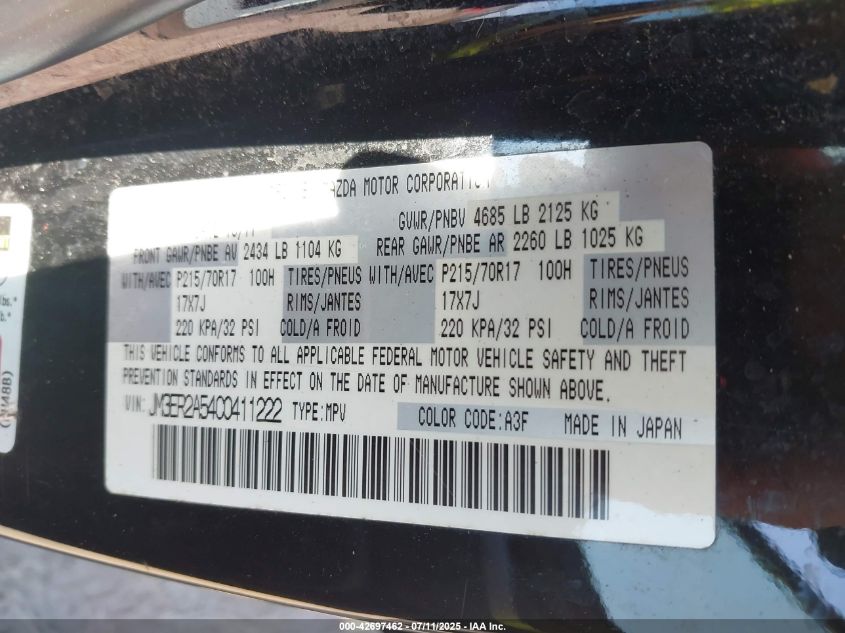 MAZDA MOTOR CORPORATION
GVWR/PNBV 4685 LB 2125 KG
FRONT GAWR/PNBE AV 2434 LB 1104 KG REAR GAWR/PNBE AR 2260 LB 1025 KG
WITH/AVEC P215/70R17 100H TIRES/PNEUS WITH/AVEC P215/70R17 100H TIRES/PNEUS
17X7J RIMS/JANTES 17X7J RIMS/JANTES
220 KPA/32 PSI COLD/A FROID 220 KPA/32 PSI COLD/A FROID
THIS VEHICLE CONFORMS TO ALL APPLICABLE FEDERAL MOTOR VEHICLE SAFETY AND THEFT
PREVENTION STANDARDS IN EFFECT ON THE DATE OF MANUFACTURE SHOWN ABOVE.
VIN: JM3ER2A54C0411222 TYPE:MPV COLOR CODE:A3F MADE IN JAPAN
lbs.*
b.*
000-42697462 - 07/11/2025 - IAA Inc.